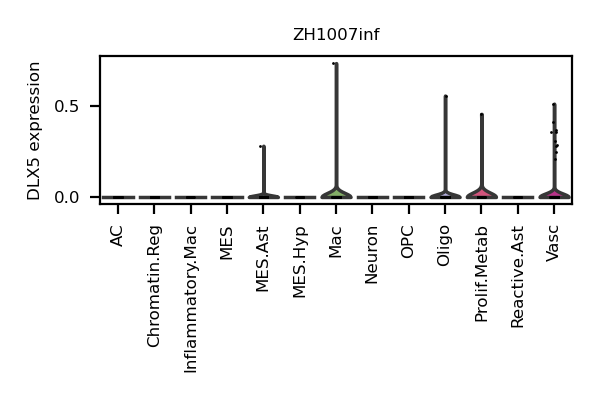 ZH1007inf
DLX5 expression
0.5
0.0
AC
Chromatin.Reg
Inflammatory.Mac
MES
MES.Ast
MES.Hyp
Mac
Neuron
OPC
Oligo
Prolif.Metab
Reactive.Ast
Vasc